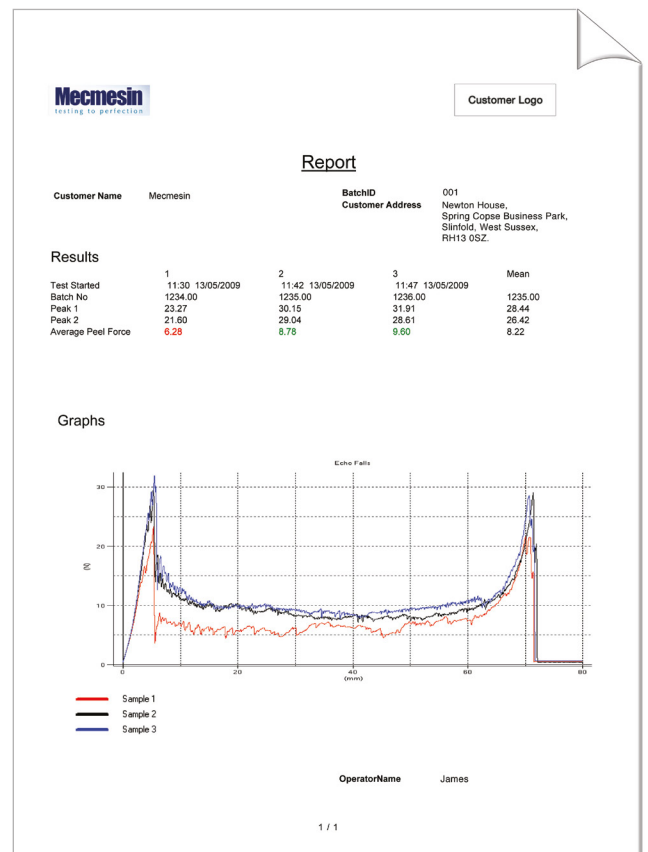 Mecmesin
testing to perfection
Customer Logo
Report
Customer Name Mecmesin
BatchID 001
Customer Address Newton House,
Spring Copse Business Park,
Slinfold, West Sussex,
RH13 0SZ.
Results
1 2 3 Mean
Test Started 11:30 13/05/2009 11:42 13/05/2009 11:47 13/05/2009
Batch No 1234.00 1235.00 1236.00 1235.00
Peak 1 23.27 30.15 31.91 28.44
Peak 2 21.60 29.04 28.61 26.42
Average Peel Force 6.28 8.78 9.60 8.22
Graphs
Echo Falls
30
20
(N)
10
0
0 20 40 60 80
(mm)
Sample 1
Sample 2
Sample 3
OperatorName James
1 / 1